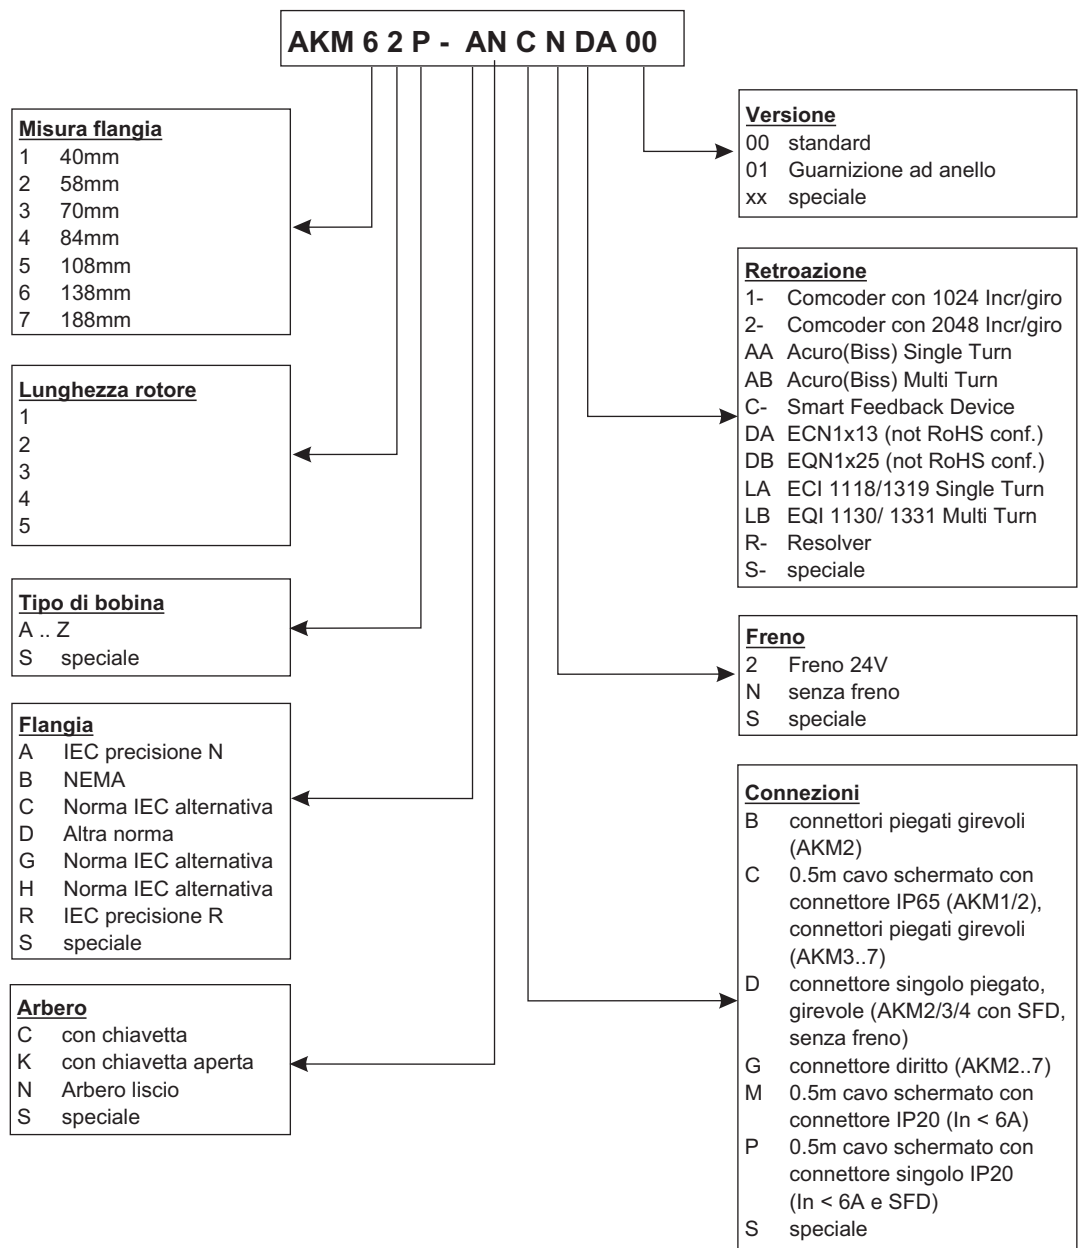 AKM 6 2 P - AN C N DA 00
Misura flangia
1 40mm
2 58mm
3 70mm
4 84mm
5 108mm
6 138mm
7 188mm
Lunghezza rotore
1
2
3
4
5
Tipo di bobina
A .. Z
S speciale
Flangia
A IEC precisione N
B NEMA
C Norma IEC alternativa
D Altra norma
G Norma IEC alternativa
H Norma IEC alternativa
R IEC precisione R
S speciale
Arbero
C con chiavetta
K con chiavetta aperta
N Arbero liscio
S speciale
Versione
00 standard
01 Guarnizione ad anello
xx speciale
Retroazione
1- Comcoder con 1024 Incr/giro
2- Comcoder con 2048 Incr/giro
AA Acuro(Biss) Single Turn
AB Acuro(Biss) Multi Turn
C- Smart Feedback Device
DA ECN1x13 (not RoHS conf.)
DB EQN1x25 (not RoHS conf.)
LA ECI 1118/1319 Single Turn
LB EQI 1130/ 1331 Multi Turn
R- Resolver
S- speciale
Freno
2 Freno 24V
N senza freno
S speciale
Connezioni
B connettori piegati girevoli
(AKM2)
C 0.5m cavo schermato con
connettore IP65 (AKM1/2),
connettori piegati girevoli
(AKM3..7)
D connettore singolo piegato,
girevole (AKM2/3/4 con SFD,
senza freno)
G connettore diritto (AKM2..7)
M 0.5m cavo schermato con
connettore IP20 (In < 6A)
P 0.5m cavo schermato con
connettore singolo IP20
(In < 6A e SFD)
S speciale